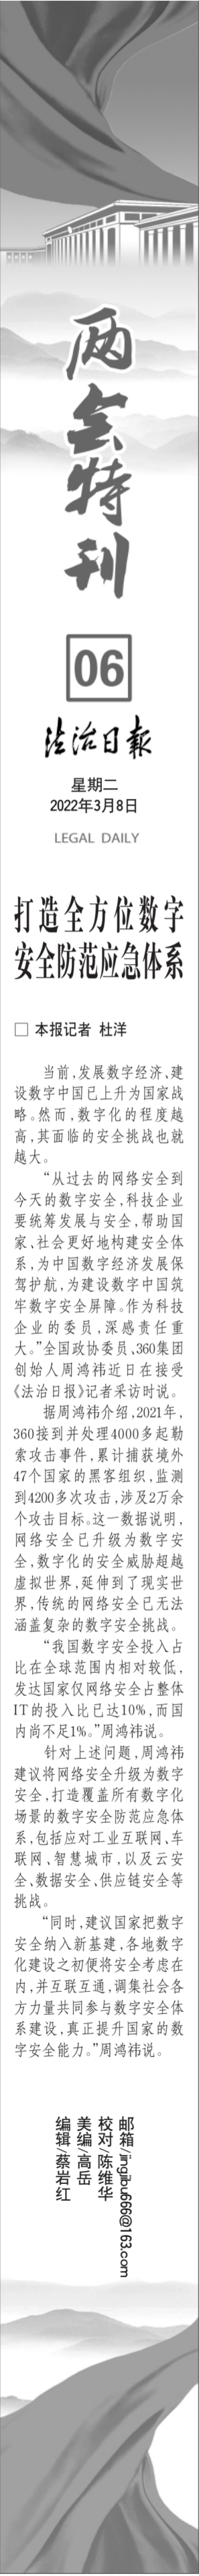 两会特刊
06
法治日报
星期二
2022年3月8日
LEGAL DAILY
打造全方位数字
安全防范应急体系
□ 本报记者 杜洋
当前,发展数字经济,建
设数字中国已上升为国家战
略。然而,数字化的程度越
高,其面临的安全挑战也就
越大。
“从过去的网络安全到
今天的数字安全,科技企业
要统筹发展与安全,帮助国
家、社会更好地构建安全体
系,为中国数字经济发展保
驾护航,为建设数字中国筑
牢数字安全屏障。作为科技
企业的委员,深感责任重
大。”全国政协委员、360集团
创始人周鸿祎近日在接受
《法治日报》记者采访时说。
据周鸿祎介绍,2021年,
360接到并处理4000多起勒
索攻击事件,累计捕获境外
47个国家的黑客组织,监测
到4200多次攻击,涉及2万余
个攻击目标。这一数据说明,
网络安全已升级为数字安
全,数字化的安全威胁超越
虚拟世界,延伸到了现实世
界,传统的网络安全已无法
涵盖复杂的数字安全挑战。
“我国数字安全投入占
比在全球范围内相对较低,
发达国家仅网络安全占整体
IT的投入比已达10%,而国
内尚不足1%。”周鸿祎说。
针对上述问题,周鸿祎
建议将网络安全升级为数字
安全,打造覆盖所有数字化
场景的数字安全防范应急体
系,包括应对工业互联网、车
联网、智慧城市,以及云安
全、数据安全、供应链安全等
挑战。
“同时,建议国家把数字
安全纳入新基建,各地数字
化建设之初便将安全考虑在
内,并互联互通,调集社会各
方力量共同参与数字安全体
系建设,真正提升国家的数
字安全能力。”周鸿祎说。
编辑/蔡岩红
美编/高岳
校对/陈维华
邮箱/jingjibu666@163.com